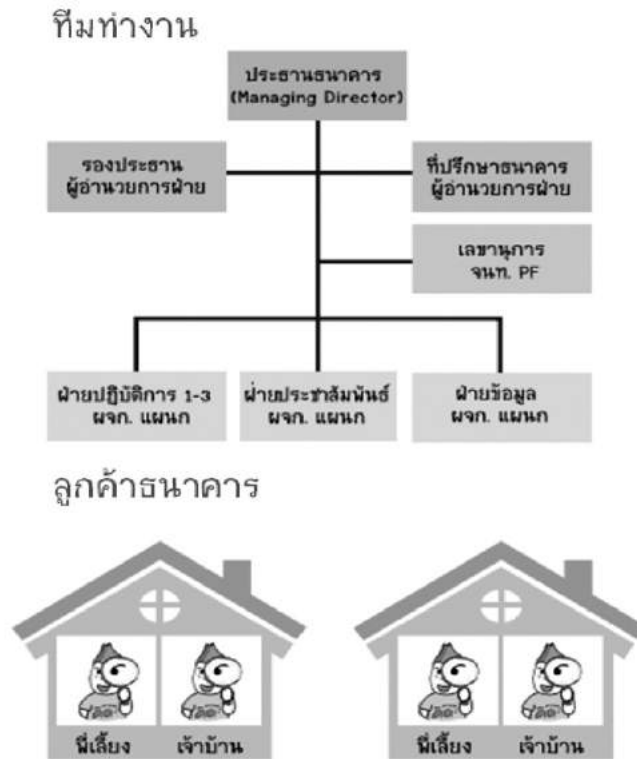 ทีมทำงาน
ประธานธนาคาร
(Managing Director)
รองประธาน
ผู้อำนวยการฝ่าย
ที่ปรึกษาธนาคาร
ผู้อำนวยการฝ่าย
เลขานุการ
จนท. PF
ฝ่ายปฏิบัติการ 1-3
ผจก. แผนก
ฝ่ายประชาสัมพันธ์
ผจก. แผนก
ฝ่ายข้อมูล
ผจก. แผนก
ลูกค้าธนาคาร
พี่เลี้ยง
เจ้าบ้าน
พี่เลี้ยง
เจ้าบ้าน